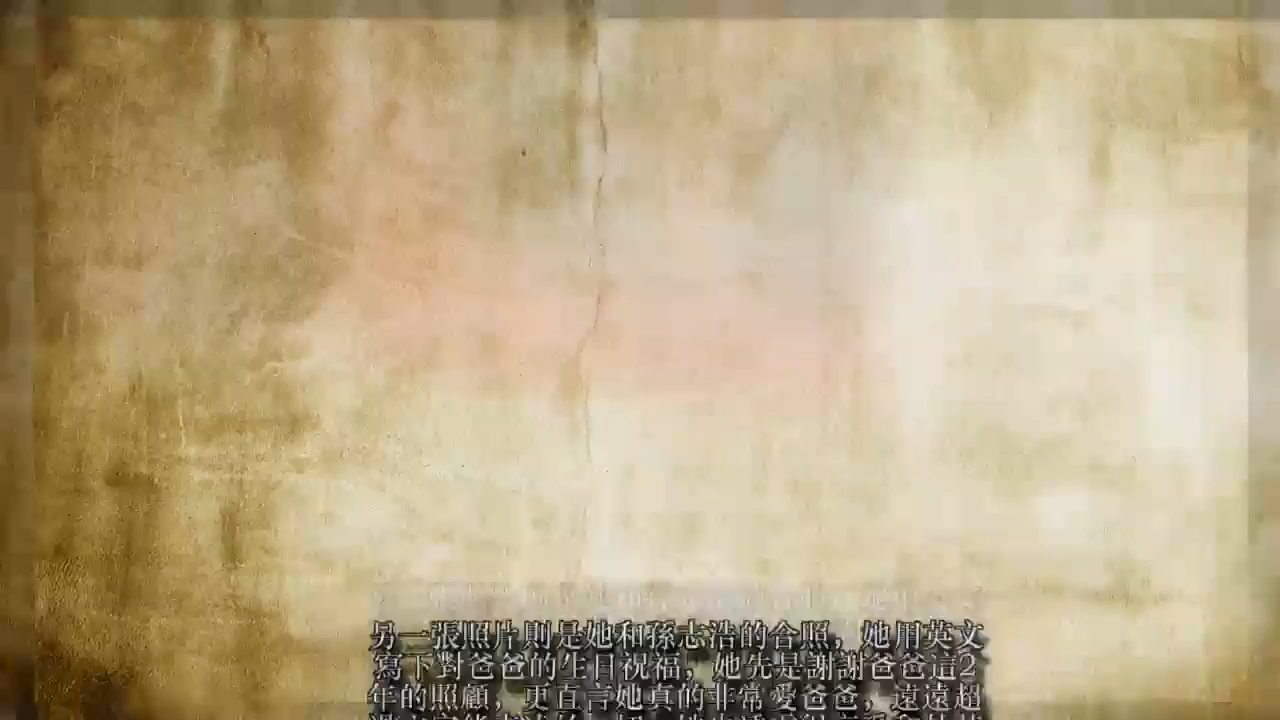 另一張照片則是她和孫志浩的合照，她用英文
寫下對爸爸的生日祝福，她先是謝謝爸爸這2
年的照顧，更直言她真的非常愛爸爸，遠遠超